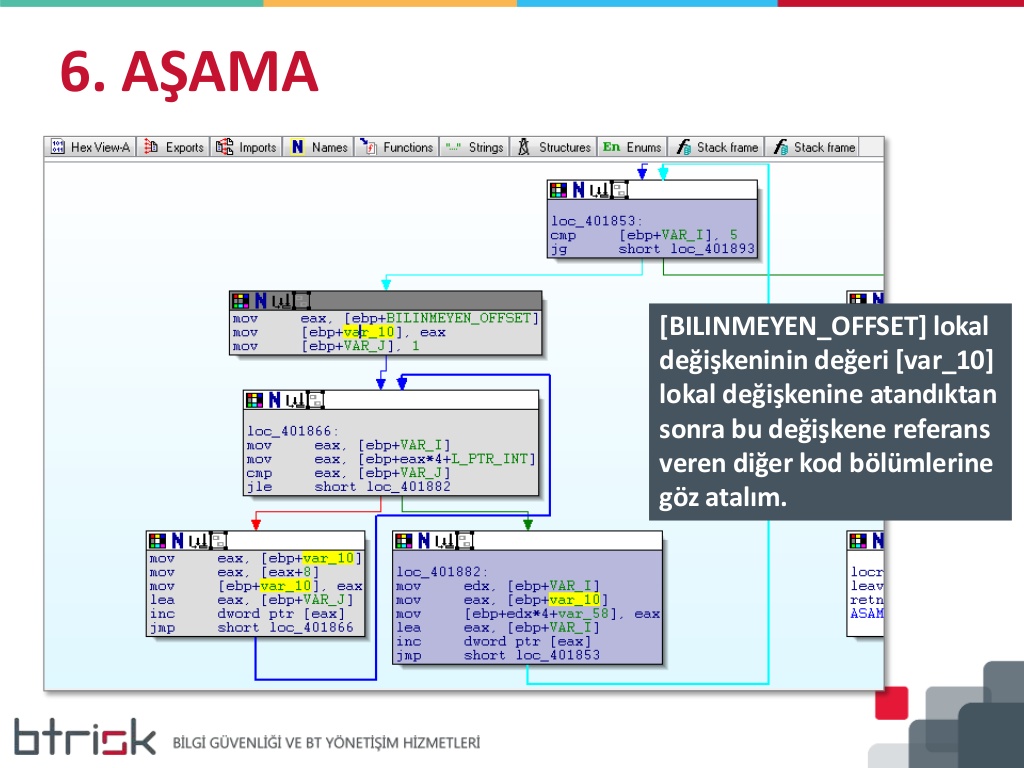 6. AŞAMA
Hex View-A Exports Imports Names Functions Strings Structures En Enums Stack frame Stack frame
loc_401853:
cmp [ebp+VAR_I], 5
jg short loc_401893
mov eax, [ebp+BILINMEYEN_OFFSET]
mov [ebp+var_10], eax
mov [ebp+VAR_J], 1
[BILINMEYEN_OFFSET] lokal
değişkeninin değeri [var_10]
lokal değişkenine atandıktan
sonra bu değişkene referans
veren diğer kod bölümlerine
göz atalım.
loc_401866:
mov eax, [ebp+VAR_I]
mov eax, [ebp+eax*4+L_PTR_INT]
cmp eax, [ebp+VAR_J]
jle short loc_401882
mov eax, [ebp+var_10]
mov eax, [eax+8]
mov [ebp+var_10], eax
lea eax, [ebp+VAR_J]
inc dword ptr [eax]
jmp short loc_401866
loc_401882:
mov edx, [ebp+VAR_I]
mov eax, [ebp+var_10]
mov [ebp+edx*4+var_58], eax
lea eax, [ebp+VAR_I]
inc dword ptr [eax]
jmp short loc_401853
locr
leav
retn
ASAM
btrisk BİLGİ GÜVENLİĞİ VE BT YÖNETİŞİM HİZMETLERİ